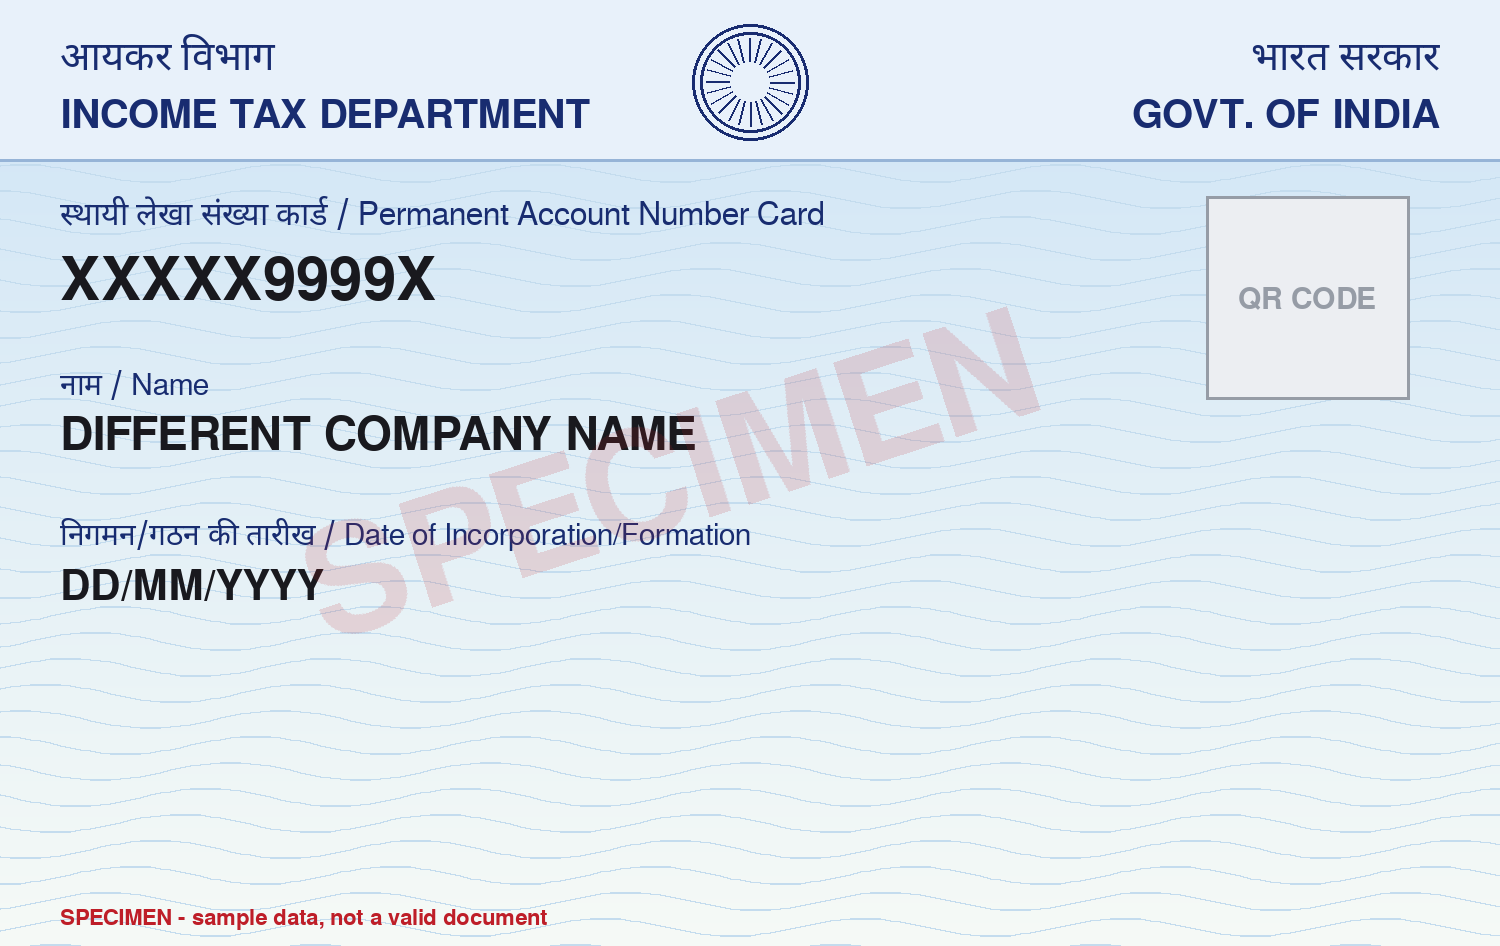 आयकर विभाग
भारत सरकार
INCOME TAX DEPARTMENT
GOVT. OF INDIA
स्थायी लेखा संख्या कार्ड / Permanent Account Number Card
XXXXX9999X
QR CODE
नाम / Name
DIFFERENT COMPANY NAME
SPECIMEN
निगमन/गठन की तारीख / Date of Incorporation/Formation
DD/MM/YYYY
SPECIMEN - sample data, not a valid document